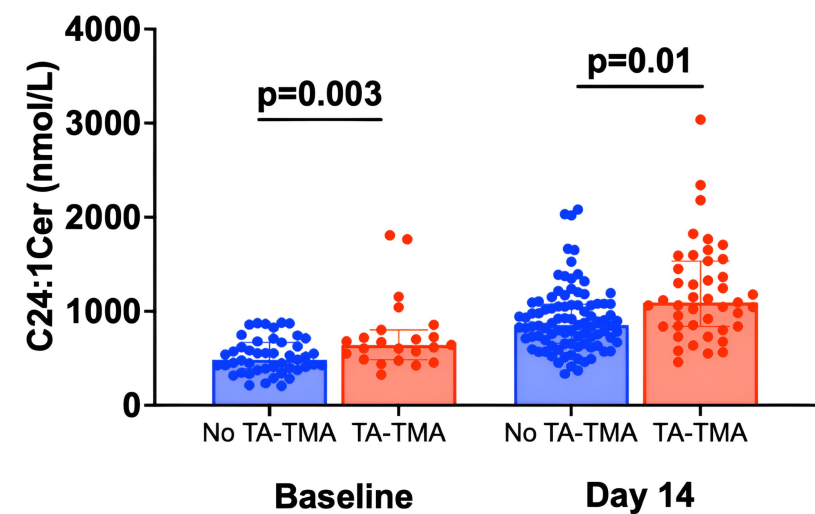 C24:1Cer (nmol/L)
4000
3000
2000
1000
0
p=0.003
p=0.01
No TA-TMA TA-TMA No TA-TMA TA-TMA
Baseline Day 14